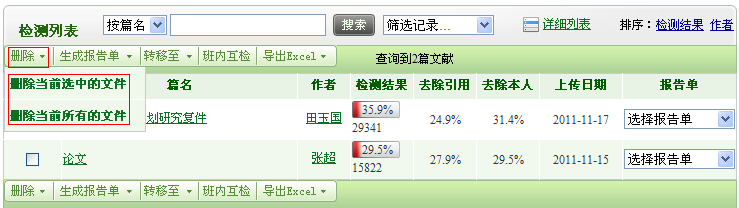 检测列表 按篇名 搜索 筛选记录... 详细列表 排序：检测结果 作者
删除 生成报告单 转移至 班内互检 导出Excel 查询到2篇文献
删除当前选中的文件
删除当前所有的文件
篇名 作者 检测结果 去除引用 去除本人 上传日期 报告单
划研究复件 田玉国 35.9% 29341 24.9% 31.4% 2011-11-17 选择报告单
论文 张超 29.5% 15822 27.9% 29.5% 2011-11-15 选择报告单
删除 生成报告单 转移至 班内互检 导出Excel